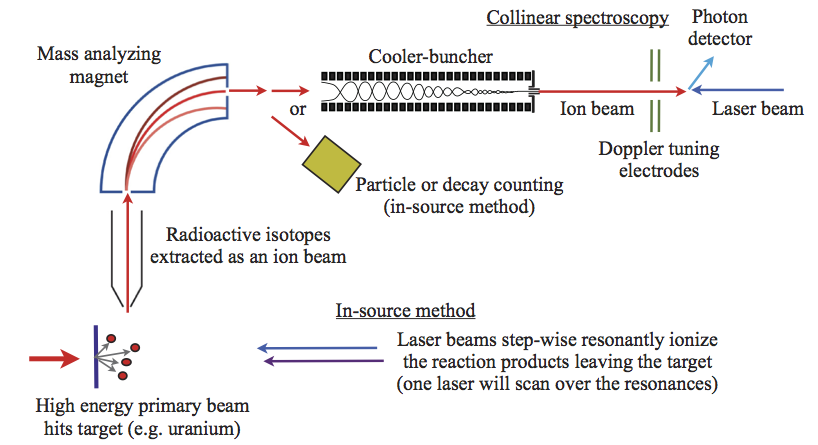 Collinear spectroscopy
Photon
detector
Mass analyzing
magnet
Cooler-buncher
or
Ion beam
Laser beam
Doppler tuning
electrodes
Particle or decay counting
(in-source method)
Radioactive isotopes
extracted as an ion beam
In-source method
Laser beams step-wise resonantly ionize
the reaction products leaving the target
(one laser will scan over the resonances)
High energy primary beam
hits target (e.g. uranium)